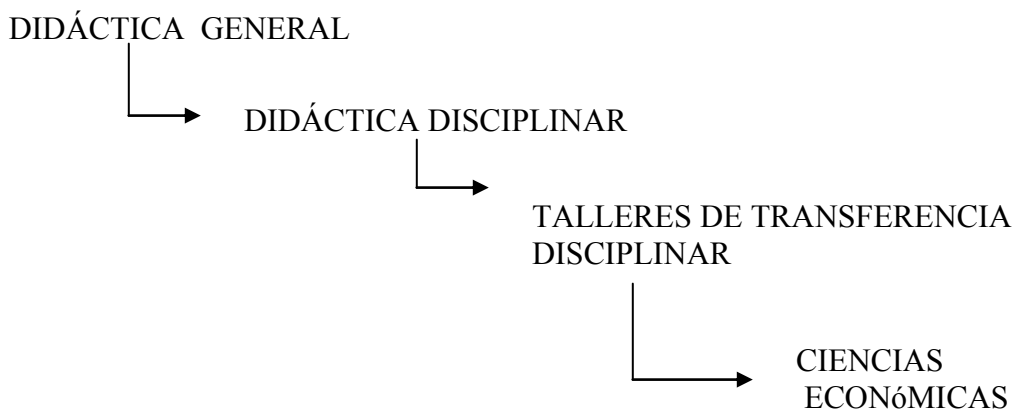 DIDÁCTICA GENERAL
DIDÁCTICA DISCIPLINAR
TALLERES DE TRANSFERENCIA
DISCIPLINAR
CIENCIAS
ECONóMICAS